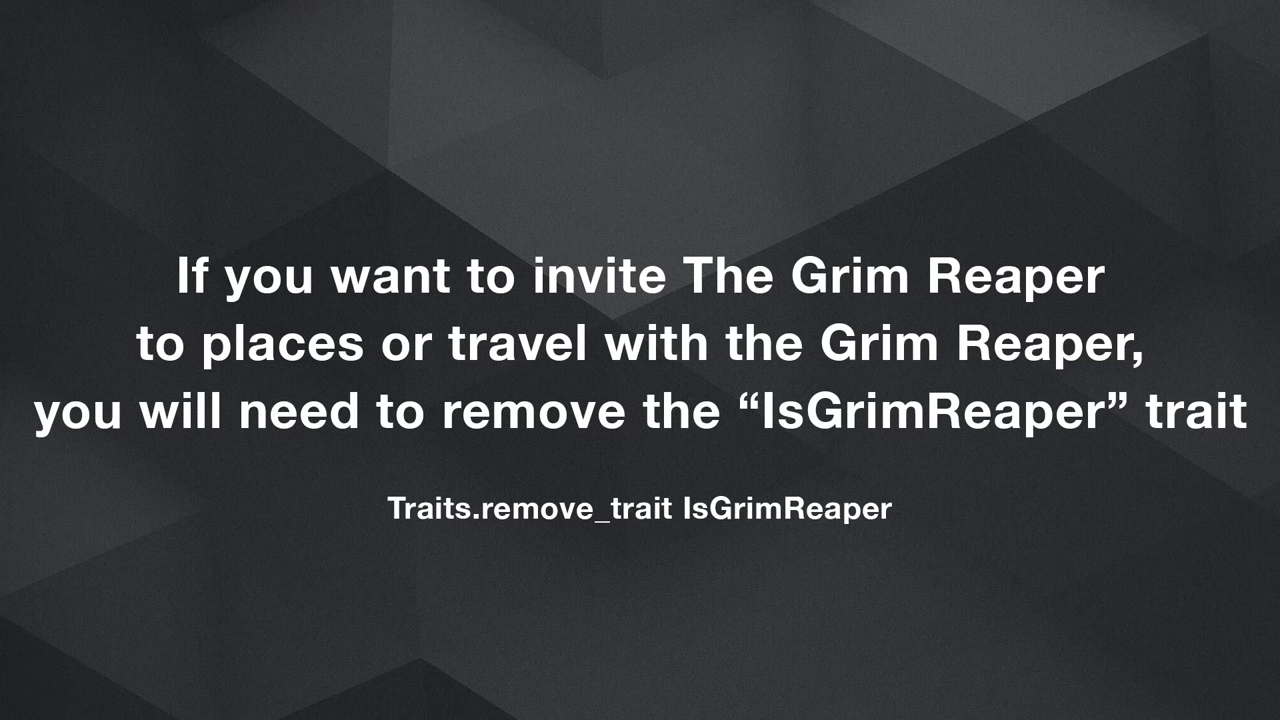 If you want to invite The Grim Reaper
to places or travel with the Grim Reaper,
you will need to remove the “IsGrimReaper” trait
Traits.remove_trait IsGrimReaper